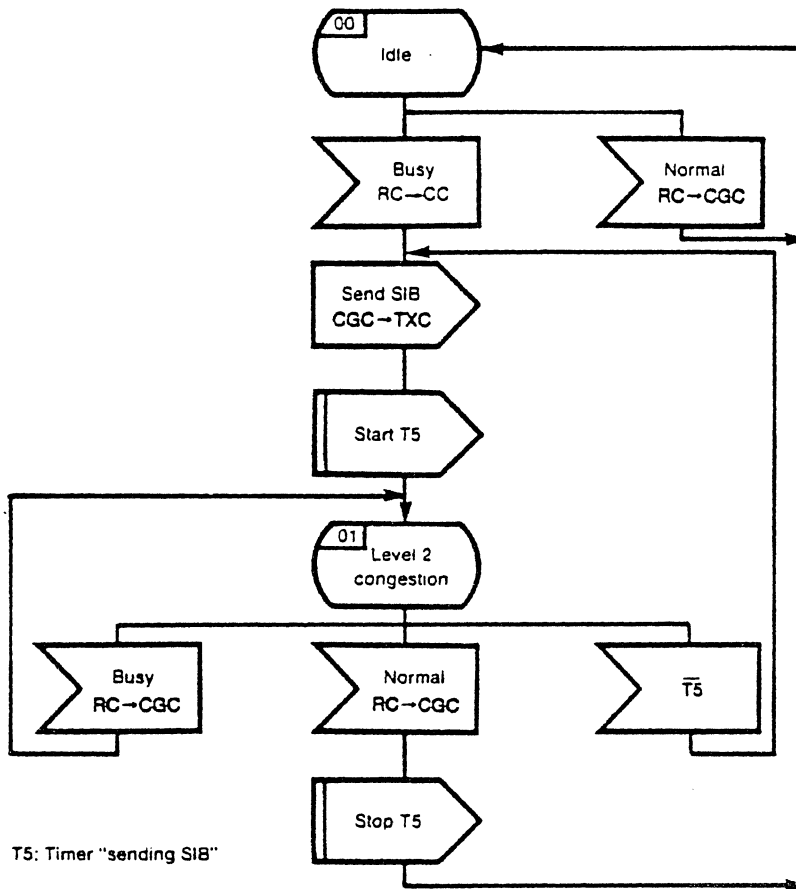 00
Idle
Busy
RC→CC
Normal
RC→CGC
Send SIB
CGC→TXC
Start T5
01
Level 2
congestion
Busy
RC→CGC
Normal
RC→CGC
T̅5̅
Stop T5
T5: Timer "sending SIB"